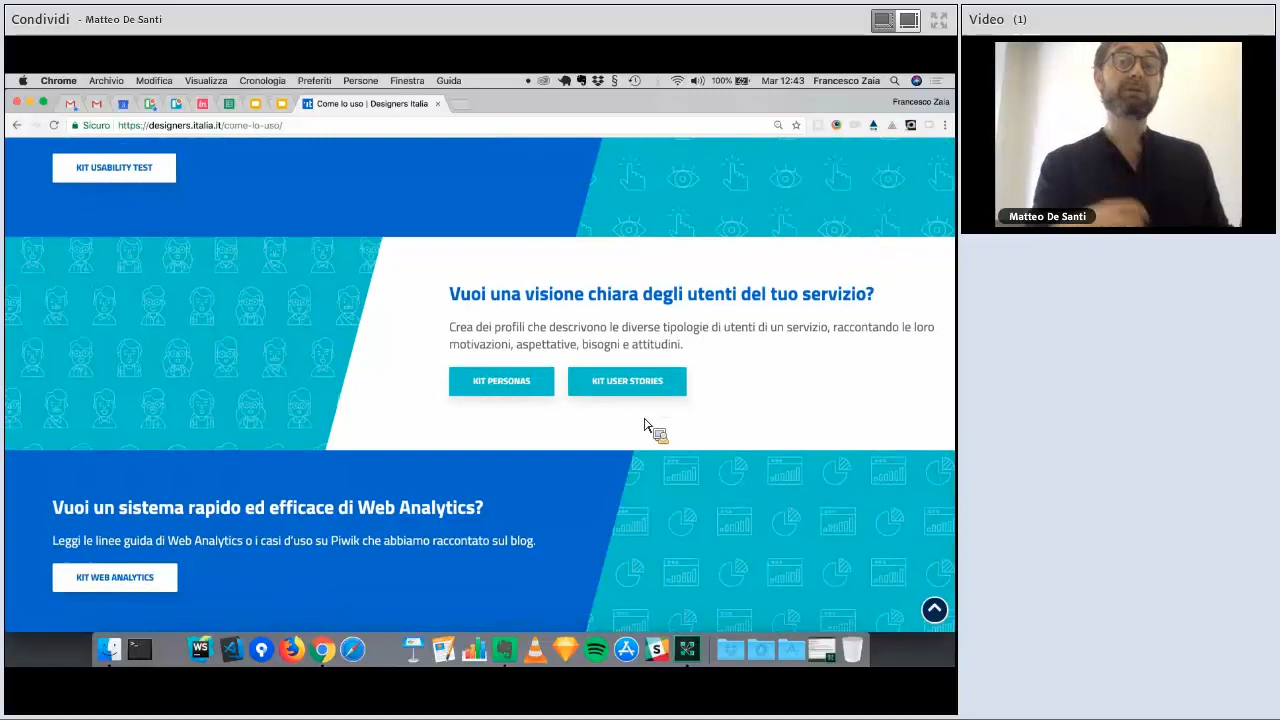 Condividi - Matteo De Santi
Video (1)
Chrome Archivio Modifica Visualizza Cronologia Preferiti Persone Finestra Guida 100% Mar 12:43 Francesco Zaia
Come lo uso | Designers Italia × Francesco Zaia
Sicuro https://designers.italia.it/come-lo-uso/
KIT USABILITY TEST
Matteo De Santi
Vuoi una visione chiara degli utenti del tuo servizio?
Crea dei profili che descrivono le diverse tipologie di utenti di un servizio, raccontando le loro
motivazioni, aspettative, bisogni e attitudini.
KIT PERSONAS KIT USER STORIES
Vuoi un sistema rapido ed efficace di Web Analytics?
Leggi le linee guida di Web Analytics o i casi d'uso su Piwik che abbiamo raccontato sul blog.
KIT WEB ANALYTICS
WS